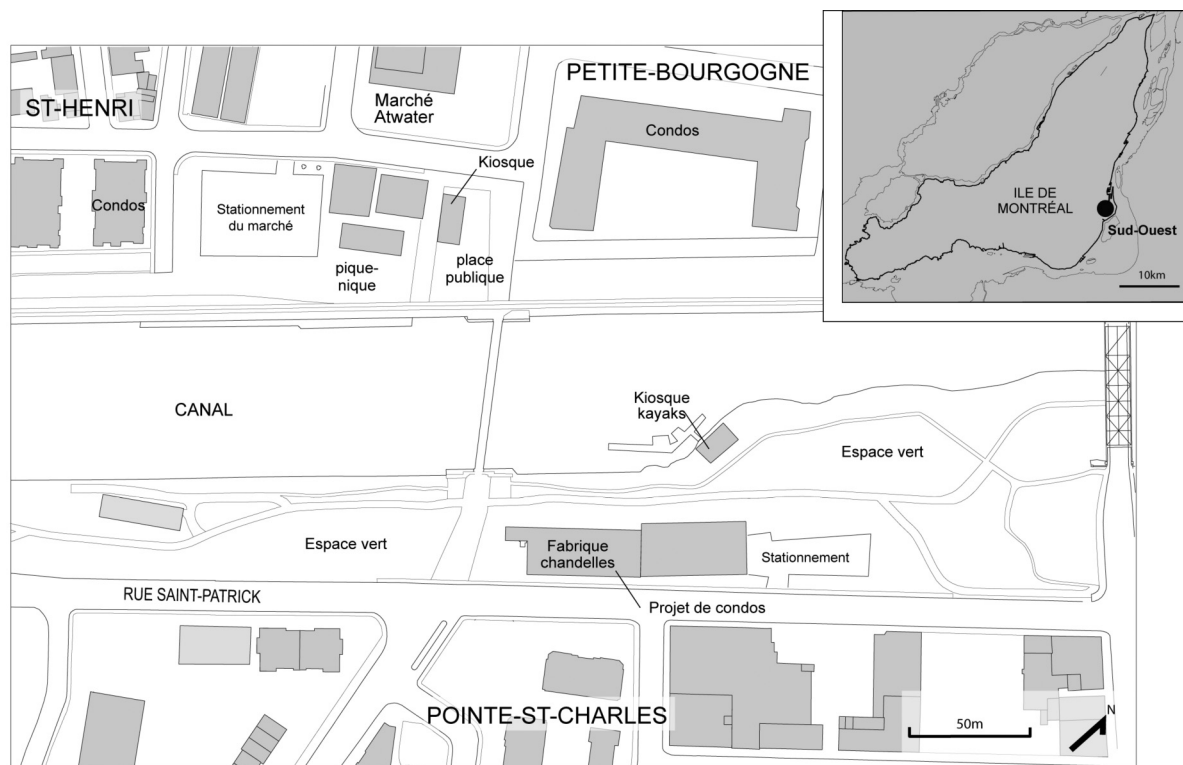 ST-HENRI
Marché
Atwater
PETITE-BOURGOGNE
Condos
Kiosque
Condos
Stationnement
du marché
pique-
nique
place
publique
ILE DE
MONTRÉAL
Sud-Ouest
10km
CANAL
Kiosque
kayaks
Espace vert
Espace vert
Fabrique
chandelles
Stationnement
RUE SAINT-PATRICK
Projet de condos
POINTE-ST-CHARLES
50m
N